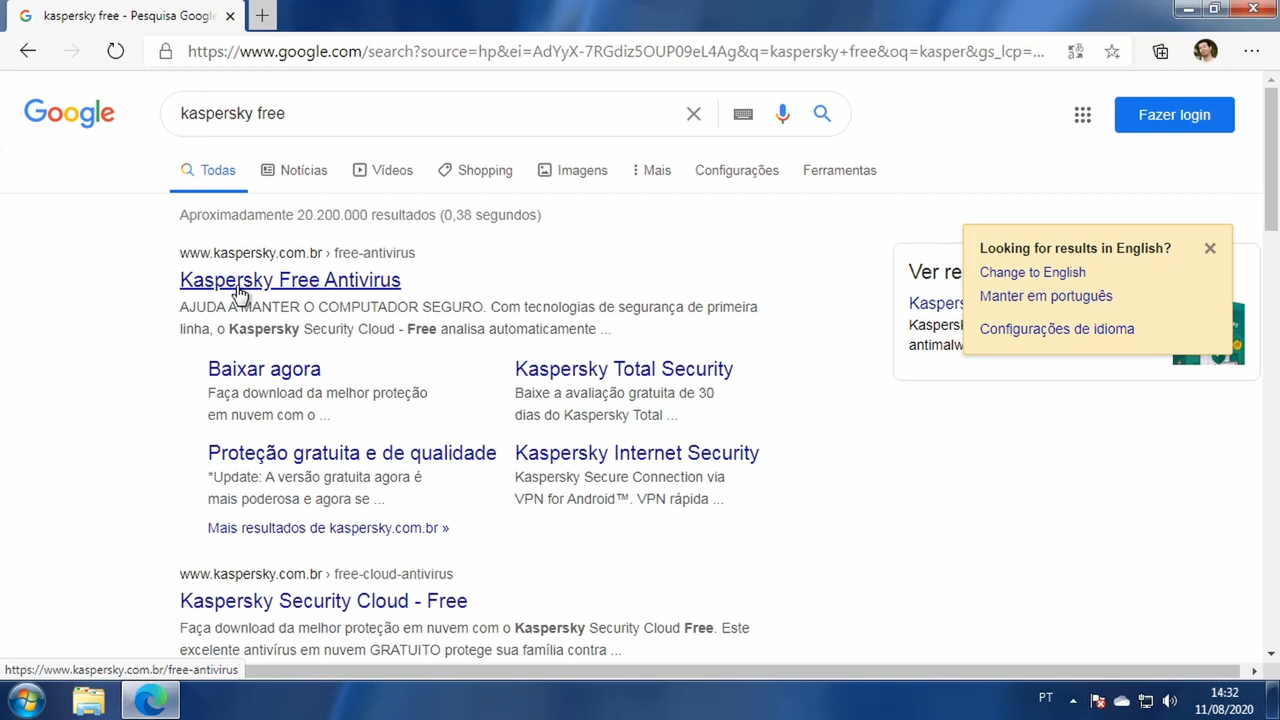 kaspersky free - Pesquisa Google
https://www.google.com/search?source=hp&ei=AdYyX-7RGdiz5OUP09eL4Ag&q=kaspersky+free&oq=kasper&gs_lcp=...
Google
kaspersky free
Fazer login
Todas
Notícias
Vídeos
Shopping
Imagens
Mais
Configurações
Ferramentas
Aproximadamente 20.200.000 resultados (0,38 segundos)
www.kaspersky.com.br › free-antivirus
Kaspersky Free Antivirus
AJUDA A MANTER O COMPUTADOR SEGURO. Com tecnologias de segurança de primeira
linha, o Kaspersky Security Cloud - Free analisa automaticamente ...
Baixar agora
Faça download da melhor proteção
em nuvem com o ...
Kaspersky Total Security
Baixe a avaliação gratuita de 30
dias do Kaspersky Total ...
Proteção gratuita e de qualidade
*Update: A versão gratuita agora é
mais poderosa e agora se ...
Kaspersky Internet Security
Kaspersky Secure Connection via
VPN for Android™. VPN rápida ...
Mais resultados de kaspersky.com.br »
www.kaspersky.com.br › free-cloud-antivirus
Kaspersky Security Cloud - Free
Faça download da melhor proteção em nuvem com o Kaspersky Security Cloud Free. Este
excelente antivírus em nuvem GRATUITO protege sua família contra ...
Looking for results in English?
Change to English
Manter em português
Configurações de idioma
Ver re
Kaspers
Kaspersk
antimalw
https://www.kaspersky.com.br/free-antivirus
PT
14:32
11/08/2020